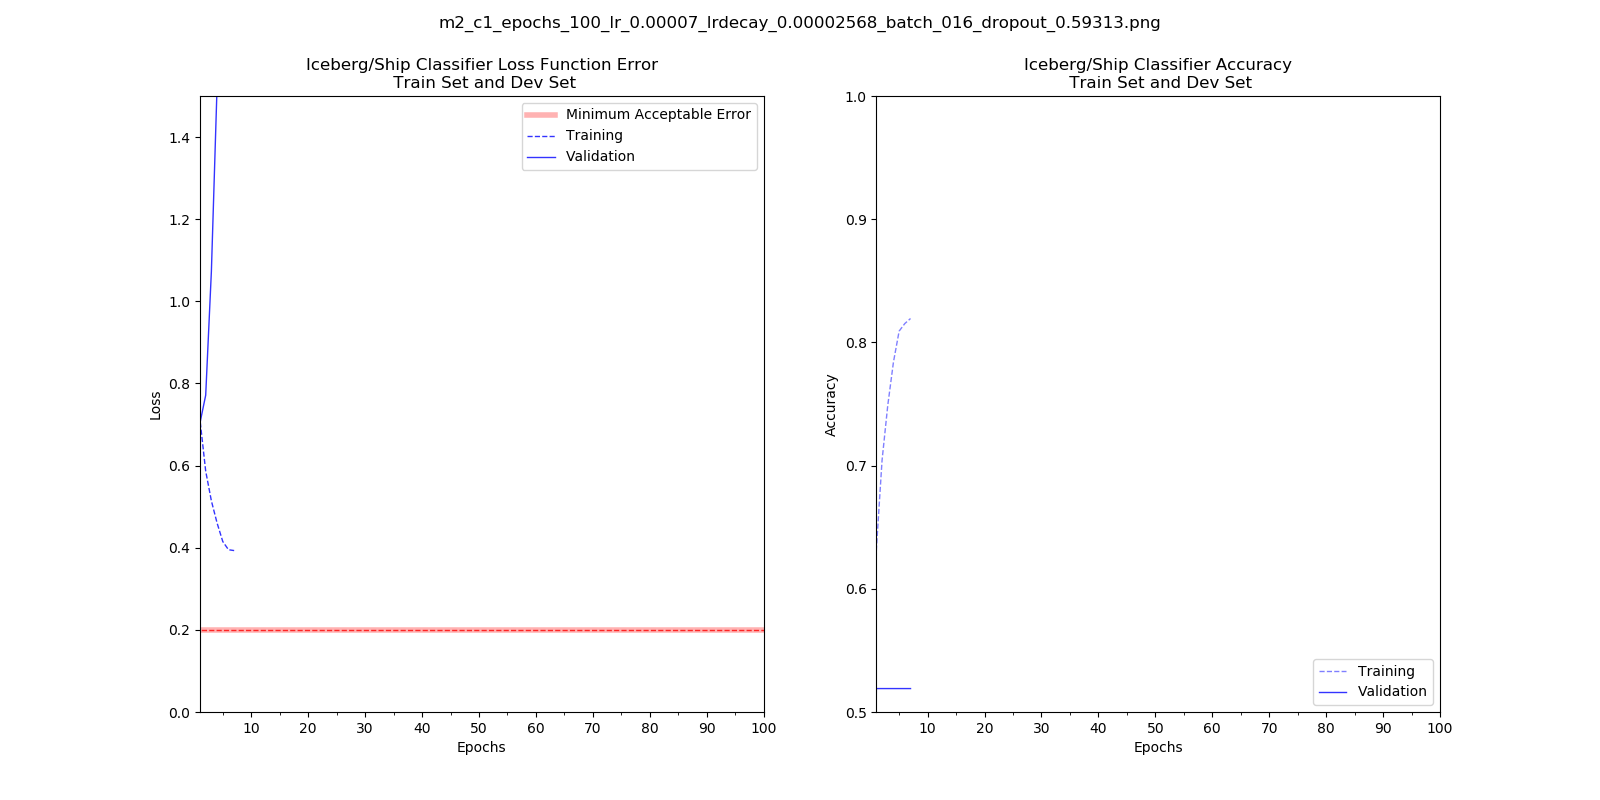 m2_c1_epochs_100_lr_0.00007_lrdecay_0.00002568_batch_016_dropout_0.59313.png
Iceberg/Ship Classifier Loss Function Error
Train Set and Dev Set
Minimum Acceptable Error
Training
Validation
1.4
1.2
1.0
0.8
0.6
0.4
0.2
0.0
Loss
10 20 30 40 50 60 70 80 90 100
Epochs
Iceberg/Ship Classifier Accuracy
Train Set and Dev Set
1.0
0.9
0.8
0.7
0.6
0.5
Accuracy
Training
Validation
10 20 30 40 50 60 70 80 90 100
Epochs